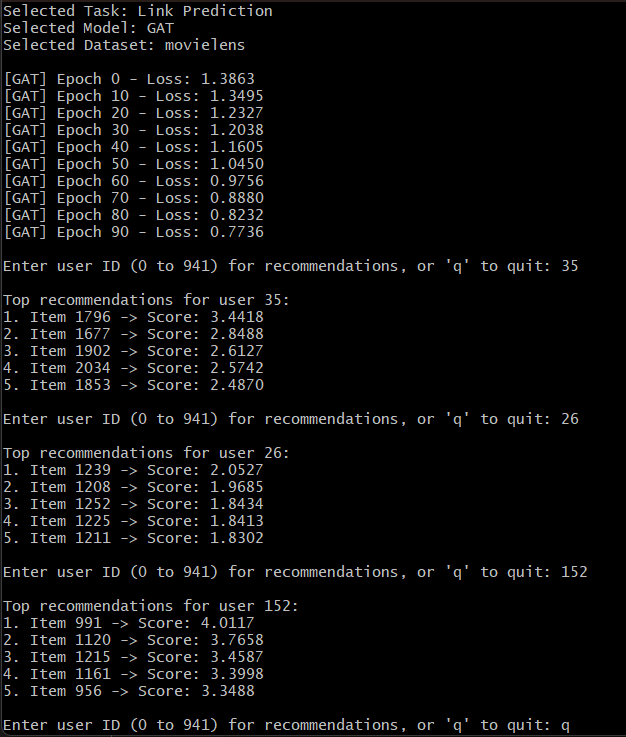 Selected Task: Link Prediction
Selected Model: GAT
Selected Dataset: movielens
[GAT] Epoch 0 - Loss: 1.3863
[GAT] Epoch 10 - Loss: 1.3495
[GAT] Epoch 20 - Loss: 1.2327
[GAT] Epoch 30 - Loss: 1.2038
[GAT] Epoch 40 - Loss: 1.1605
[GAT] Epoch 50 - Loss: 1.0450
[GAT] Epoch 60 - Loss: 0.9756
[GAT] Epoch 70 - Loss: 0.8880
[GAT] Epoch 80 - Loss: 0.8232
[GAT] Epoch 90 - Loss: 0.7736
Enter user ID (0 to 941) for recommendations, or 'q' to quit: 35
Top recommendations for user 35:
1. Item 1796 -> Score: 3.4418
2. Item 1677 -> Score: 2.8488
3. Item 1902 -> Score: 2.6127
4. Item 2034 -> Score: 2.5742
5. Item 1853 -> Score: 2.4870
Enter user ID (0 to 941) for recommendations, or 'q' to quit: 26
Top recommendations for user 26:
1. Item 1239 -> Score: 2.0527
2. Item 1208 -> Score: 1.9685
3. Item 1252 -> Score: 1.8434
4. Item 1225 -> Score: 1.8413
5. Item 1211 -> Score: 1.8302
Enter user ID (0 to 941) for recommendations, or 'q' to quit: 152
Top recommendations for user 152:
1. Item 991 -> Score: 4.0117
2. Item 1120 -> Score: 3.7658
3. Item 1215 -> Score: 3.4587
4. Item 1161 -> Score: 3.3998
5. Item 956 -> Score: 3.3488
Enter user ID (0 to 941) for recommendations, or 'q' to quit: q